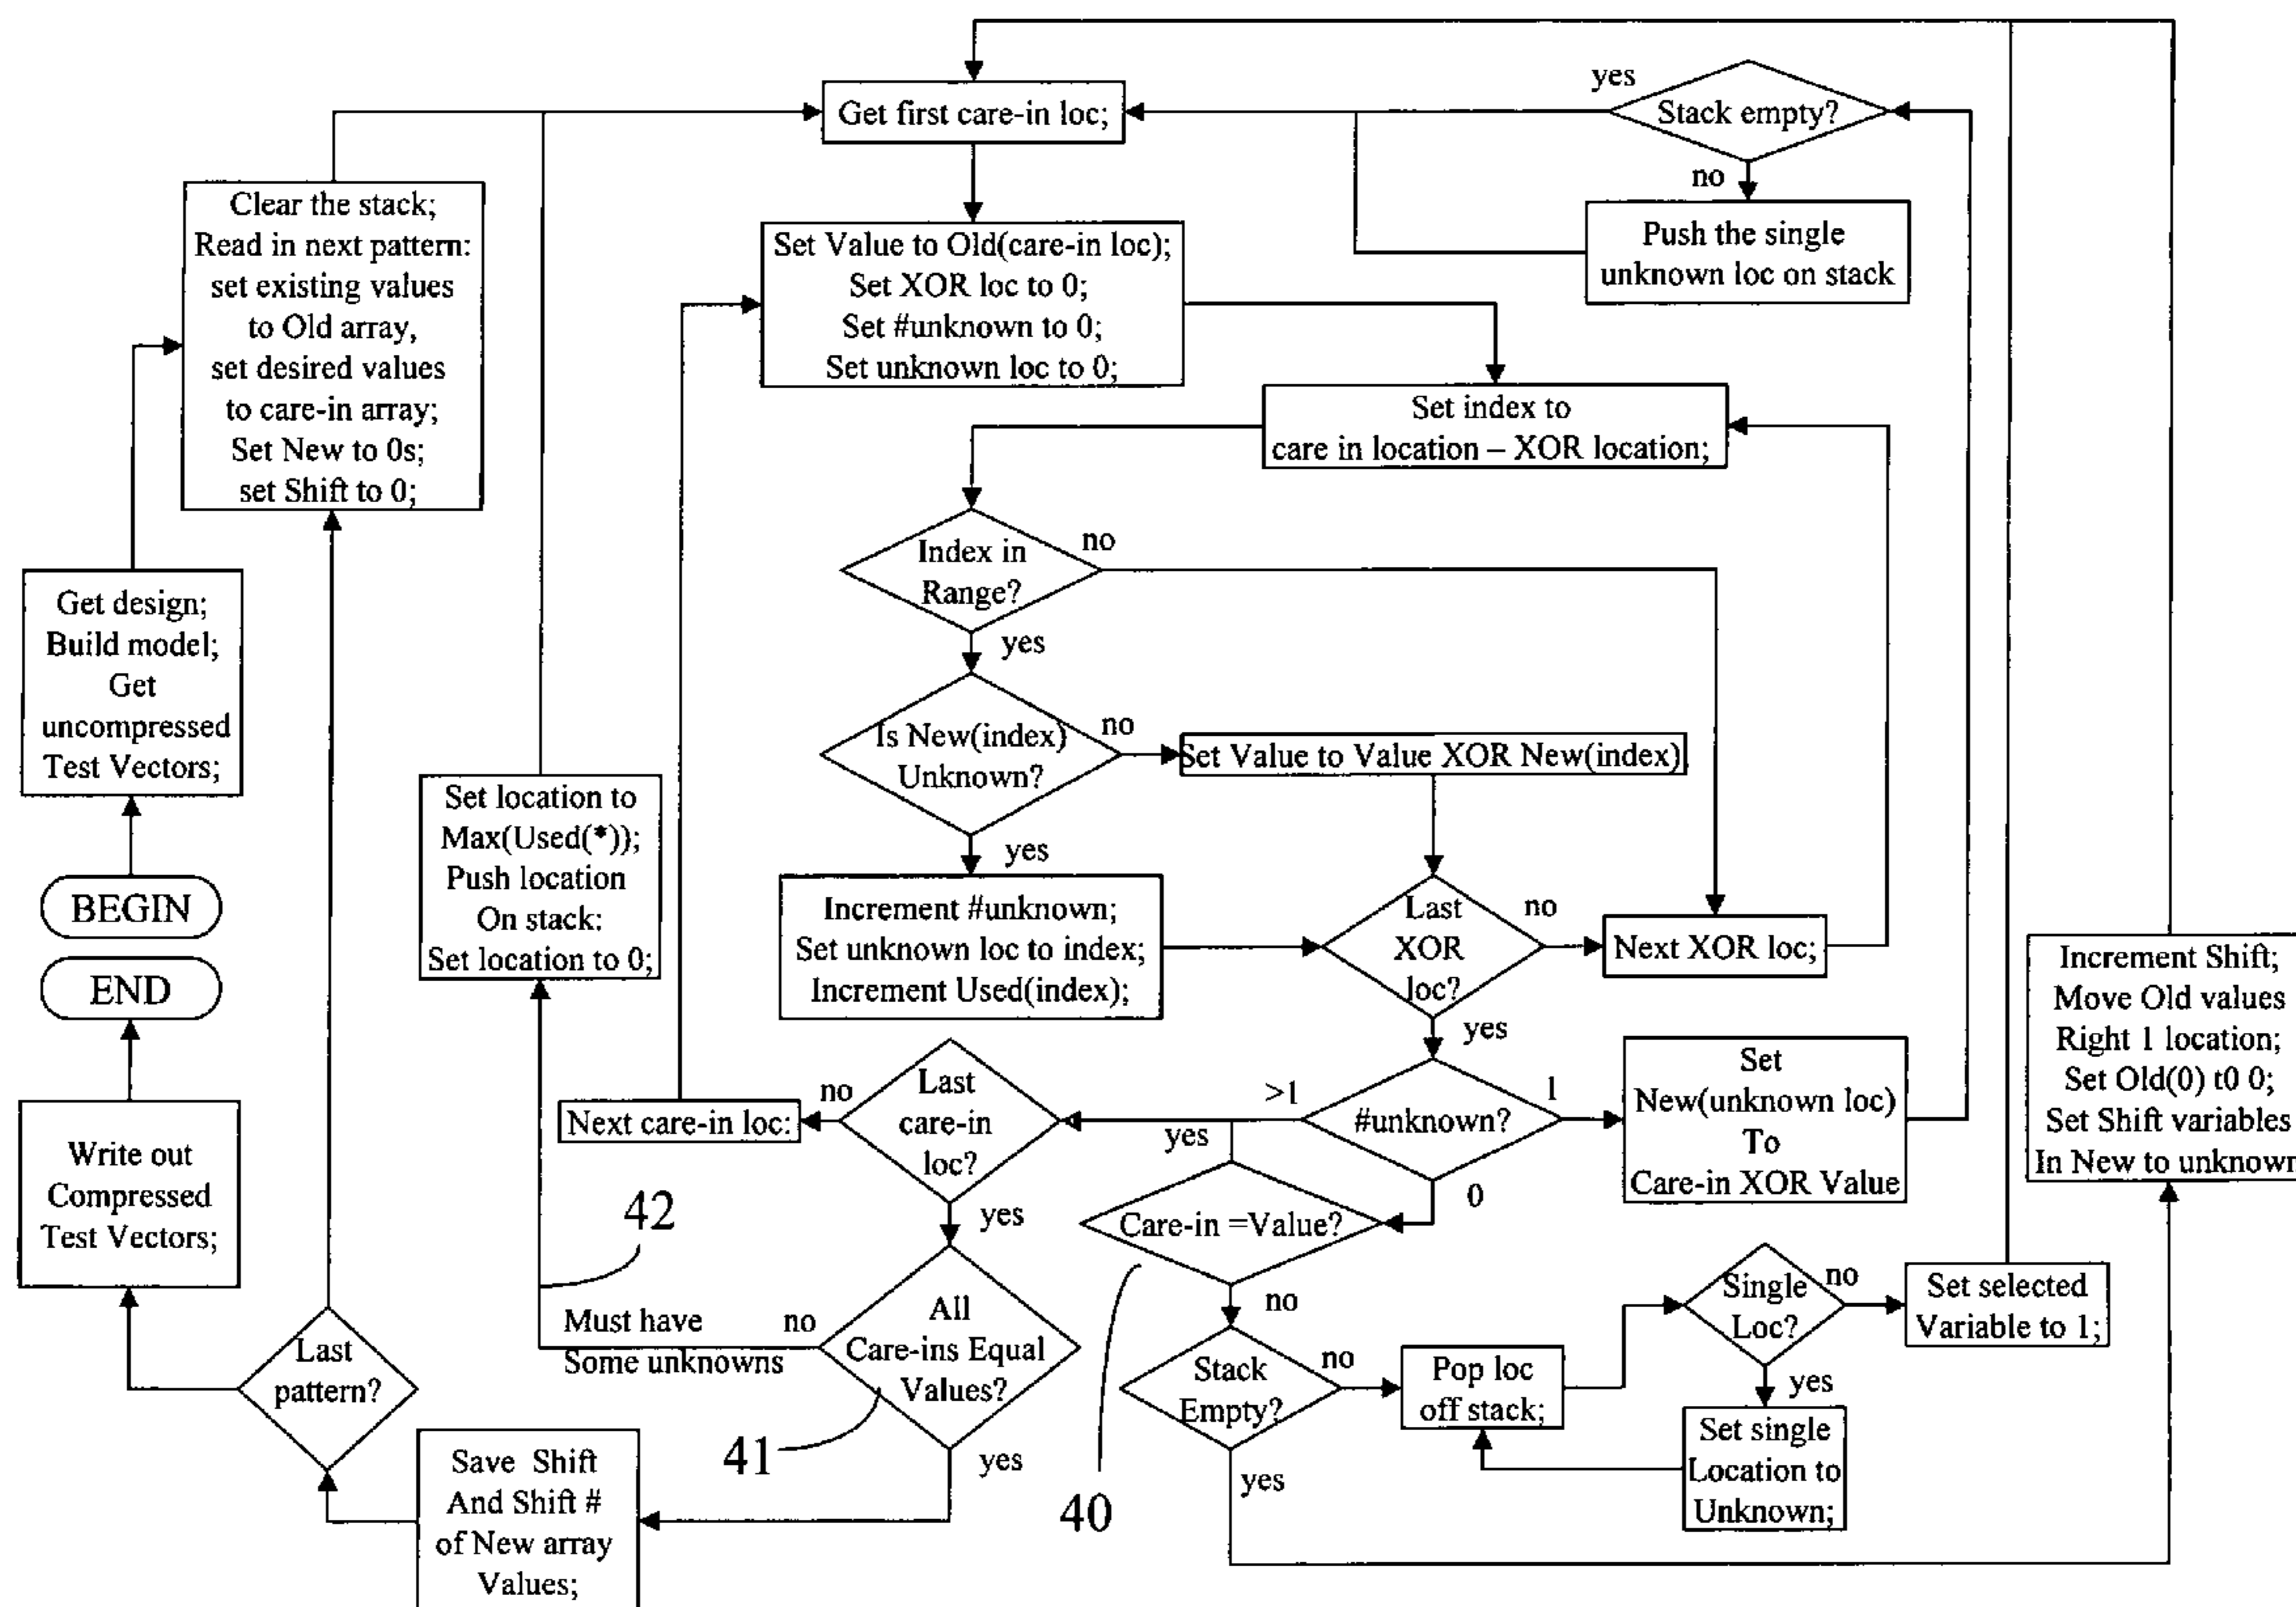 yes
Get first care-in loc;
Stack empty?
no
Clear the stack;
Read in next pattern:
set existing values
to Old array,
set desired values
to care-in array;
Set New to 0s;
set Shift to 0;
Push the single
unknown loc on stack
Set Value to Old(care-in loc);
Set XOR loc to 0;
Set #unknown to 0;
Set unknown loc to 0;
Set index to
care in location – XOR location;
Index in
Range?
no
yes
Get design;
Build model;
Get
uncompressed
Test Vectors;
Is New(index)
Unknown?
no
Set Value to Value XOR New(index)
yes
Set location to
Max(Used(*));
Push location
On stack:
Set location to 0;
BEGIN
END
Increment #unknown;
Set unknown loc to index;
Increment Used(index);
Last
XOR
loc?
no
Next XOR loc;
yes
Increment Shift;
Move Old values
Right 1 location;
Set Old(0) t0 0;
Set Shift variables
In New to unknown
Write out
Compressed
Test Vectors;
Next care-in loc:
no
Last
care-in
loc?
yes
>1
#unknown?
1
0
Set
New(unknown loc)
To
Care-in XOR Value
yes
Care-in =Value?
no
40
42
Must have
Some unknowns
no
All
Care-ins Equal
Values?
41
yes
Last
pattern?
Save Shift
And Shift #
of New array
Values;
Stack
Empty?
no
yes
Pop loc
off stack;
Single
Loc?
no
yes
Set selected
Variable to 1;
Set single
Location to
Unknown;